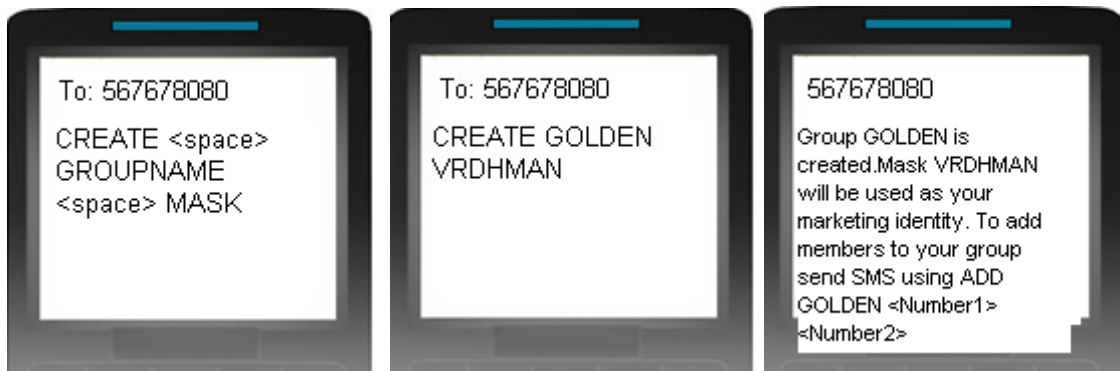 To: 567678080
CREATE <space>
GROUPNAME
<space> MASK
To: 567678080
CREATE GOLDEN
VRDHMAN
567678080
Group GOLDEN is
created.Mask VRDHMAN
will be used as your
marketing identity. To add
members to your group
send SMS using ADD
GOLDEN <Number1>
<Number2>